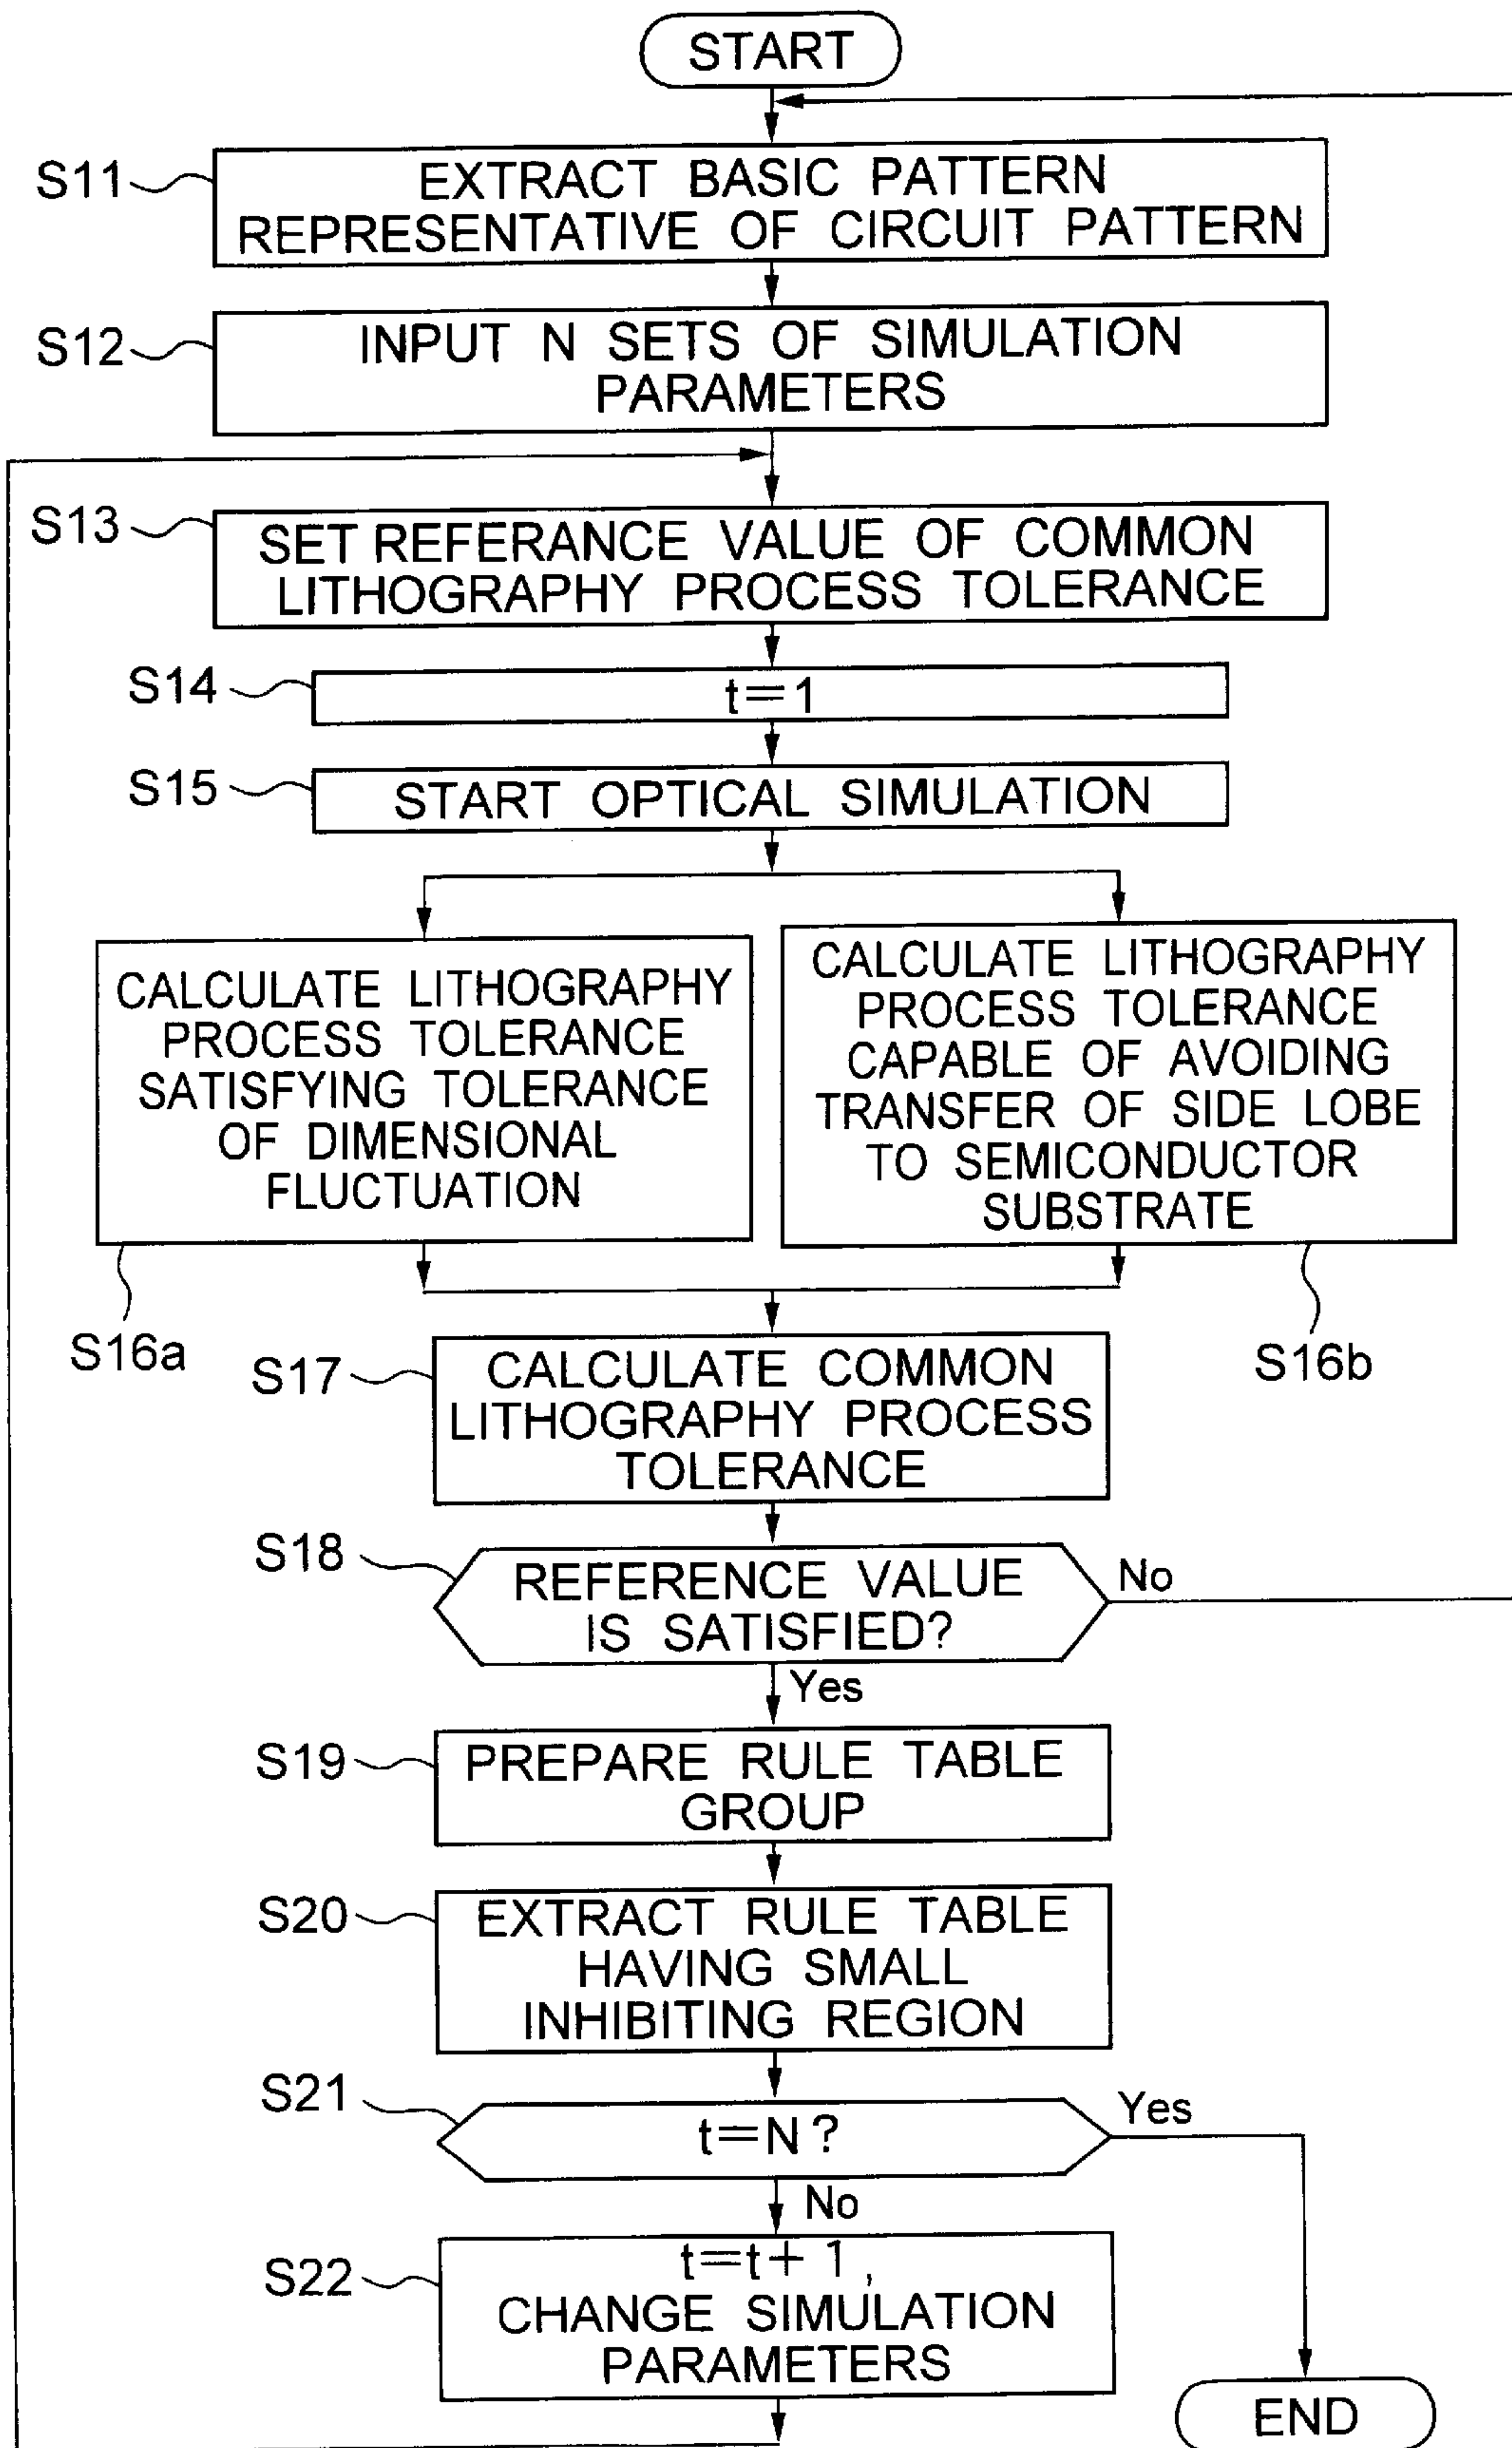 START
S11
EXTRACT BASIC PATTERN
REPRESENTATIVE OF CIRCUIT PATTERN
S12
INPUT N SETS OF SIMULATION
PARAMETERS
S13
SET REFERANCE VALUE OF COMMON
LITHOGRAPHY PROCESS TOLERANCE
S14
t=1
S15
START OPTICAL SIMULATION
CALCULATE LITHOGRAPHY
PROCESS TOLERANCE
SATISFYING TOLERANCE
OF DIMENSIONAL
FLUCTUATION
S16a
CALCULATE LITHOGRAPHY
PROCESS TOLERANCE
CAPABLE OF AVOIDING
TRANSFER OF SIDE LOBE
TO SEMICONDUCTOR
SUBSTRATE
S16b
S17
CALCULATE COMMON
LITHOGRAPHY PROCESS
TOLERANCE
S18
REFERENCE VALUE
IS SATISFIED?
No
Yes
S19
PREPARE RULE TABLE
GROUP
S20
EXTRACT RULE TABLE
HAVING SMALL
INHIBITING REGION
S21
t=N?
Yes
No
S22
t=t+1,
CHANGE SIMULATION
PARAMETERS
END